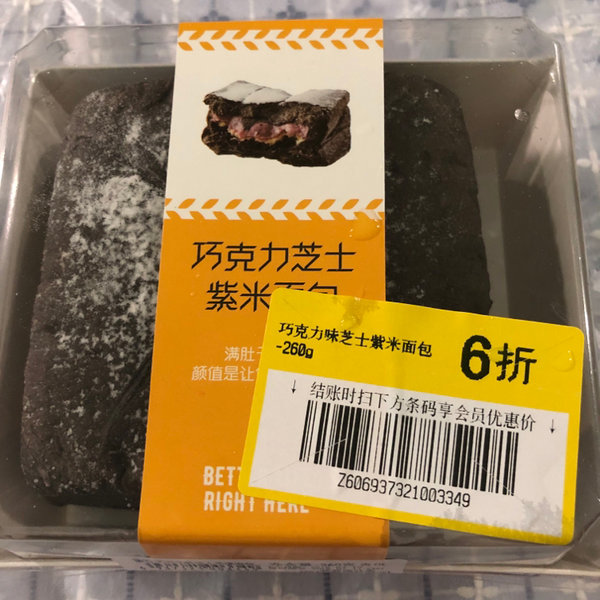 巧克力芝士
紫米面包
满肚子
颜值是让你
BETT
RIGHT HERE
巧克力味芝士紫米面包
-260g
6折
↓ 结账时扫下方条码享会员优惠价 ↓
Z606937321003349